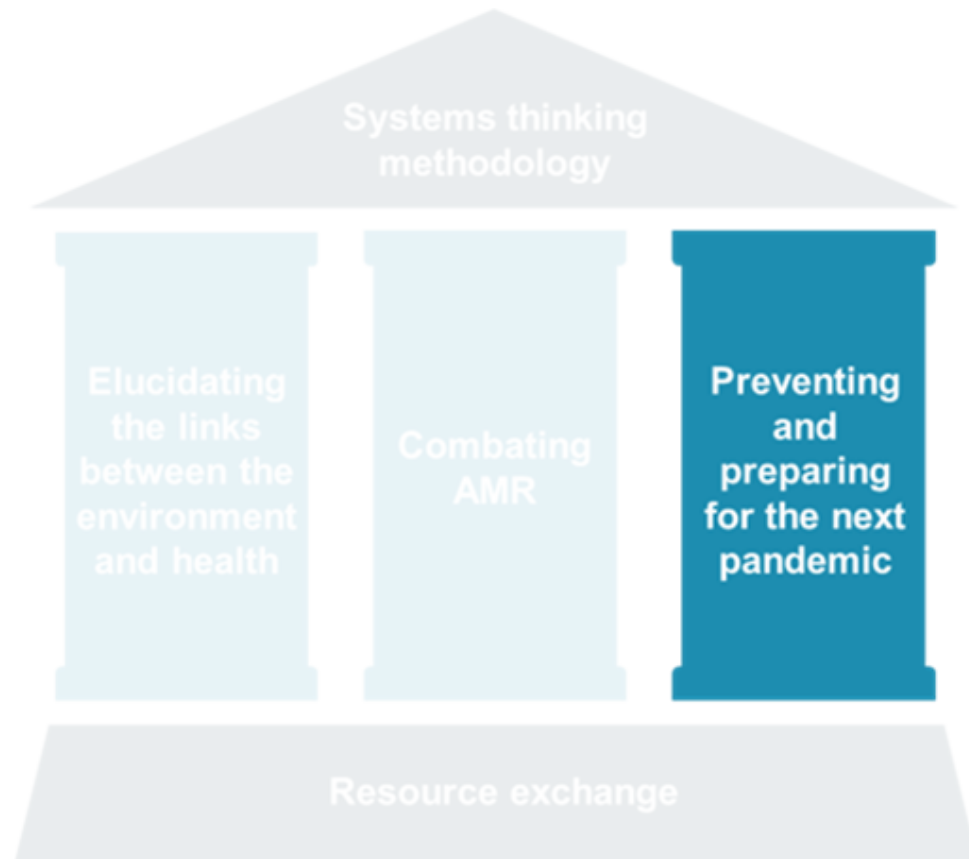 Systems thinking
methodology
Elucidating
the links
between the
environment
and health
Combating
AMR
Preventing
and
preparing
for the next
pandemic
Resource exchange